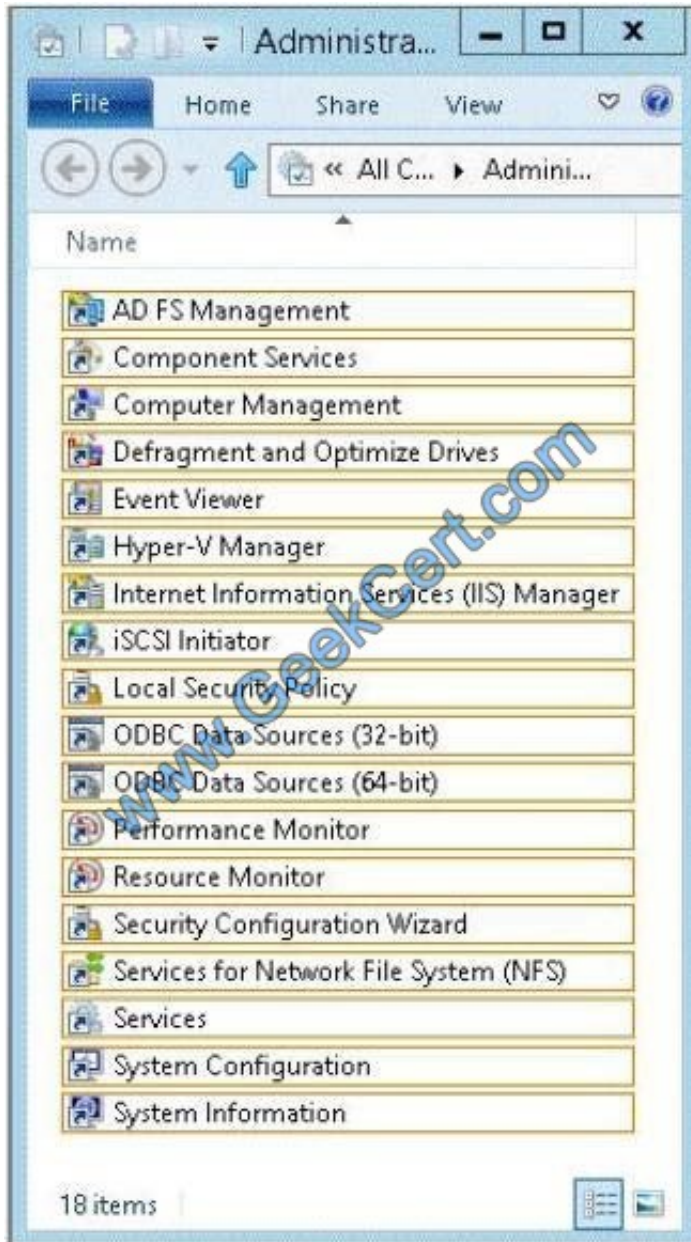 Administra...
File Home Share View
« All C... Admini...
Name
AD FS Management
Component Services
Computer Management
Defragment and Optimize Drives
Event Viewer
Hyper-V Manager
Internet Information Services (IIS) Manager
iSCSI Initiator
Local Security Policy
ODBC Data Sources (32-bit)
ODBC Data Sources (64-bit)
Performance Monitor
Resource Monitor
Security Configuration Wizard
Services for Network File System (NFS)
Services
System Configuration
System Information
18 items
www.GeekCert.com